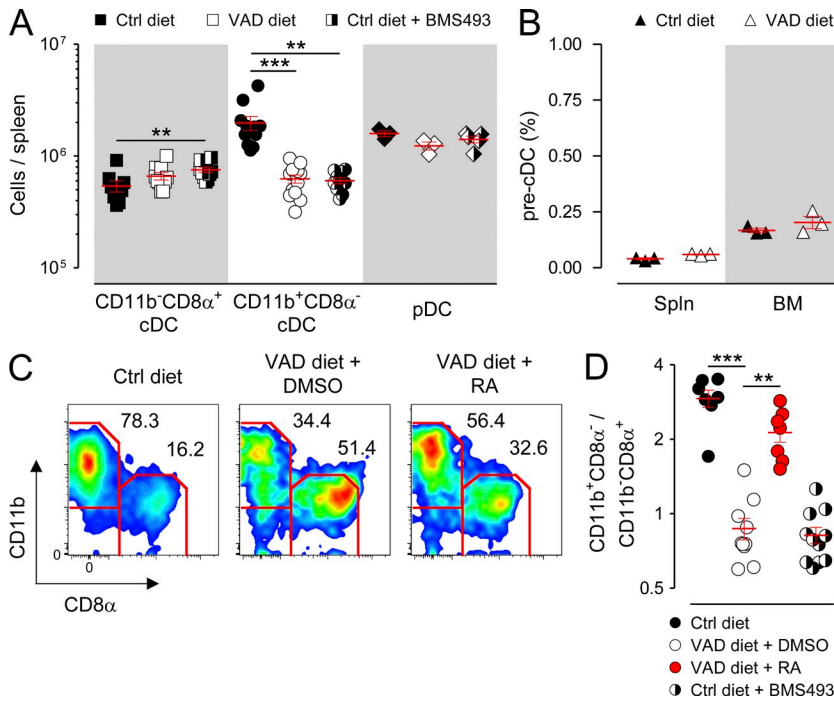 A
Ctrl diet VAD diet Ctrl diet + BMS493
Cells / spleen
10⁷
10⁶
10⁵
**
***
**
CD11b⁻CD8α⁺
cDC
CD11b⁺CD8α⁻
cDC
pDC
B
Ctrl diet VAD diet
pre-cDC (%)
1.00
0.75
0.50
0.25
0.00
Spln BM
C
Ctrl diet
VAD diet +
DMSO
VAD diet +
RA
78.3
16.2
34.4
51.4
56.4
32.6
CD11b
0
0
CD8α
D
CD11b⁺CD8α⁻ /
CD11b⁻CD8α⁺
4
2
1
0.5
***
**
Ctrl diet
VAD diet + DMSO
VAD diet + RA
Ctrl diet + BMS493